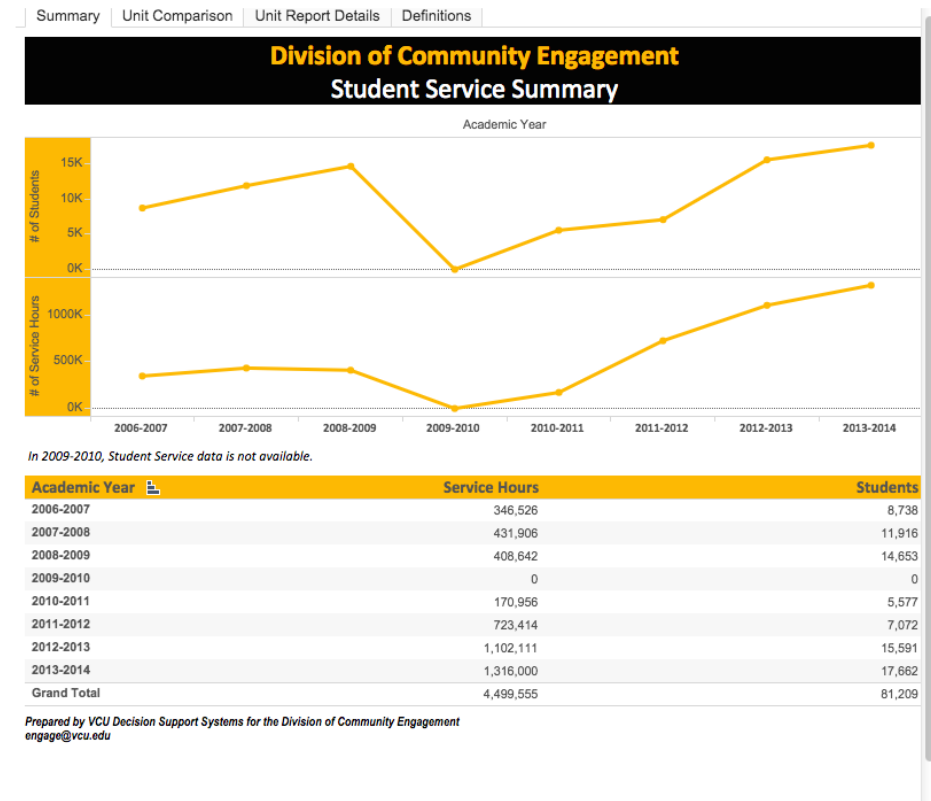 Summary Unit Comparison Unit Report Details Definitions
Division of Community Engagement
Student Service Summary
Academic Year
# of Students
15K
10K
5K
0K
# of Service Hours
1000K
500K
0K
2006-2007 2007-2008 2008-2009 2009-2010 2010-2011 2011-2012 2012-2013 2013-2014
In 2009-2010, Student Service data is not available.
Academic Year Service Hours Students
2006-2007 346,526 8,738
2007-2008 431,906 11,916
2008-2009 408,642 14,653
2009-2010 0 0
2010-2011 170,956 5,577
2011-2012 723,414 7,072
2012-2013 1,102,111 15,591
2013-2014 1,316,000 17,662
Grand Total 4,499,555 81,209
Prepared by VCU Decision Support Systems for the Division of Community Engagement
engage@vcu.edu